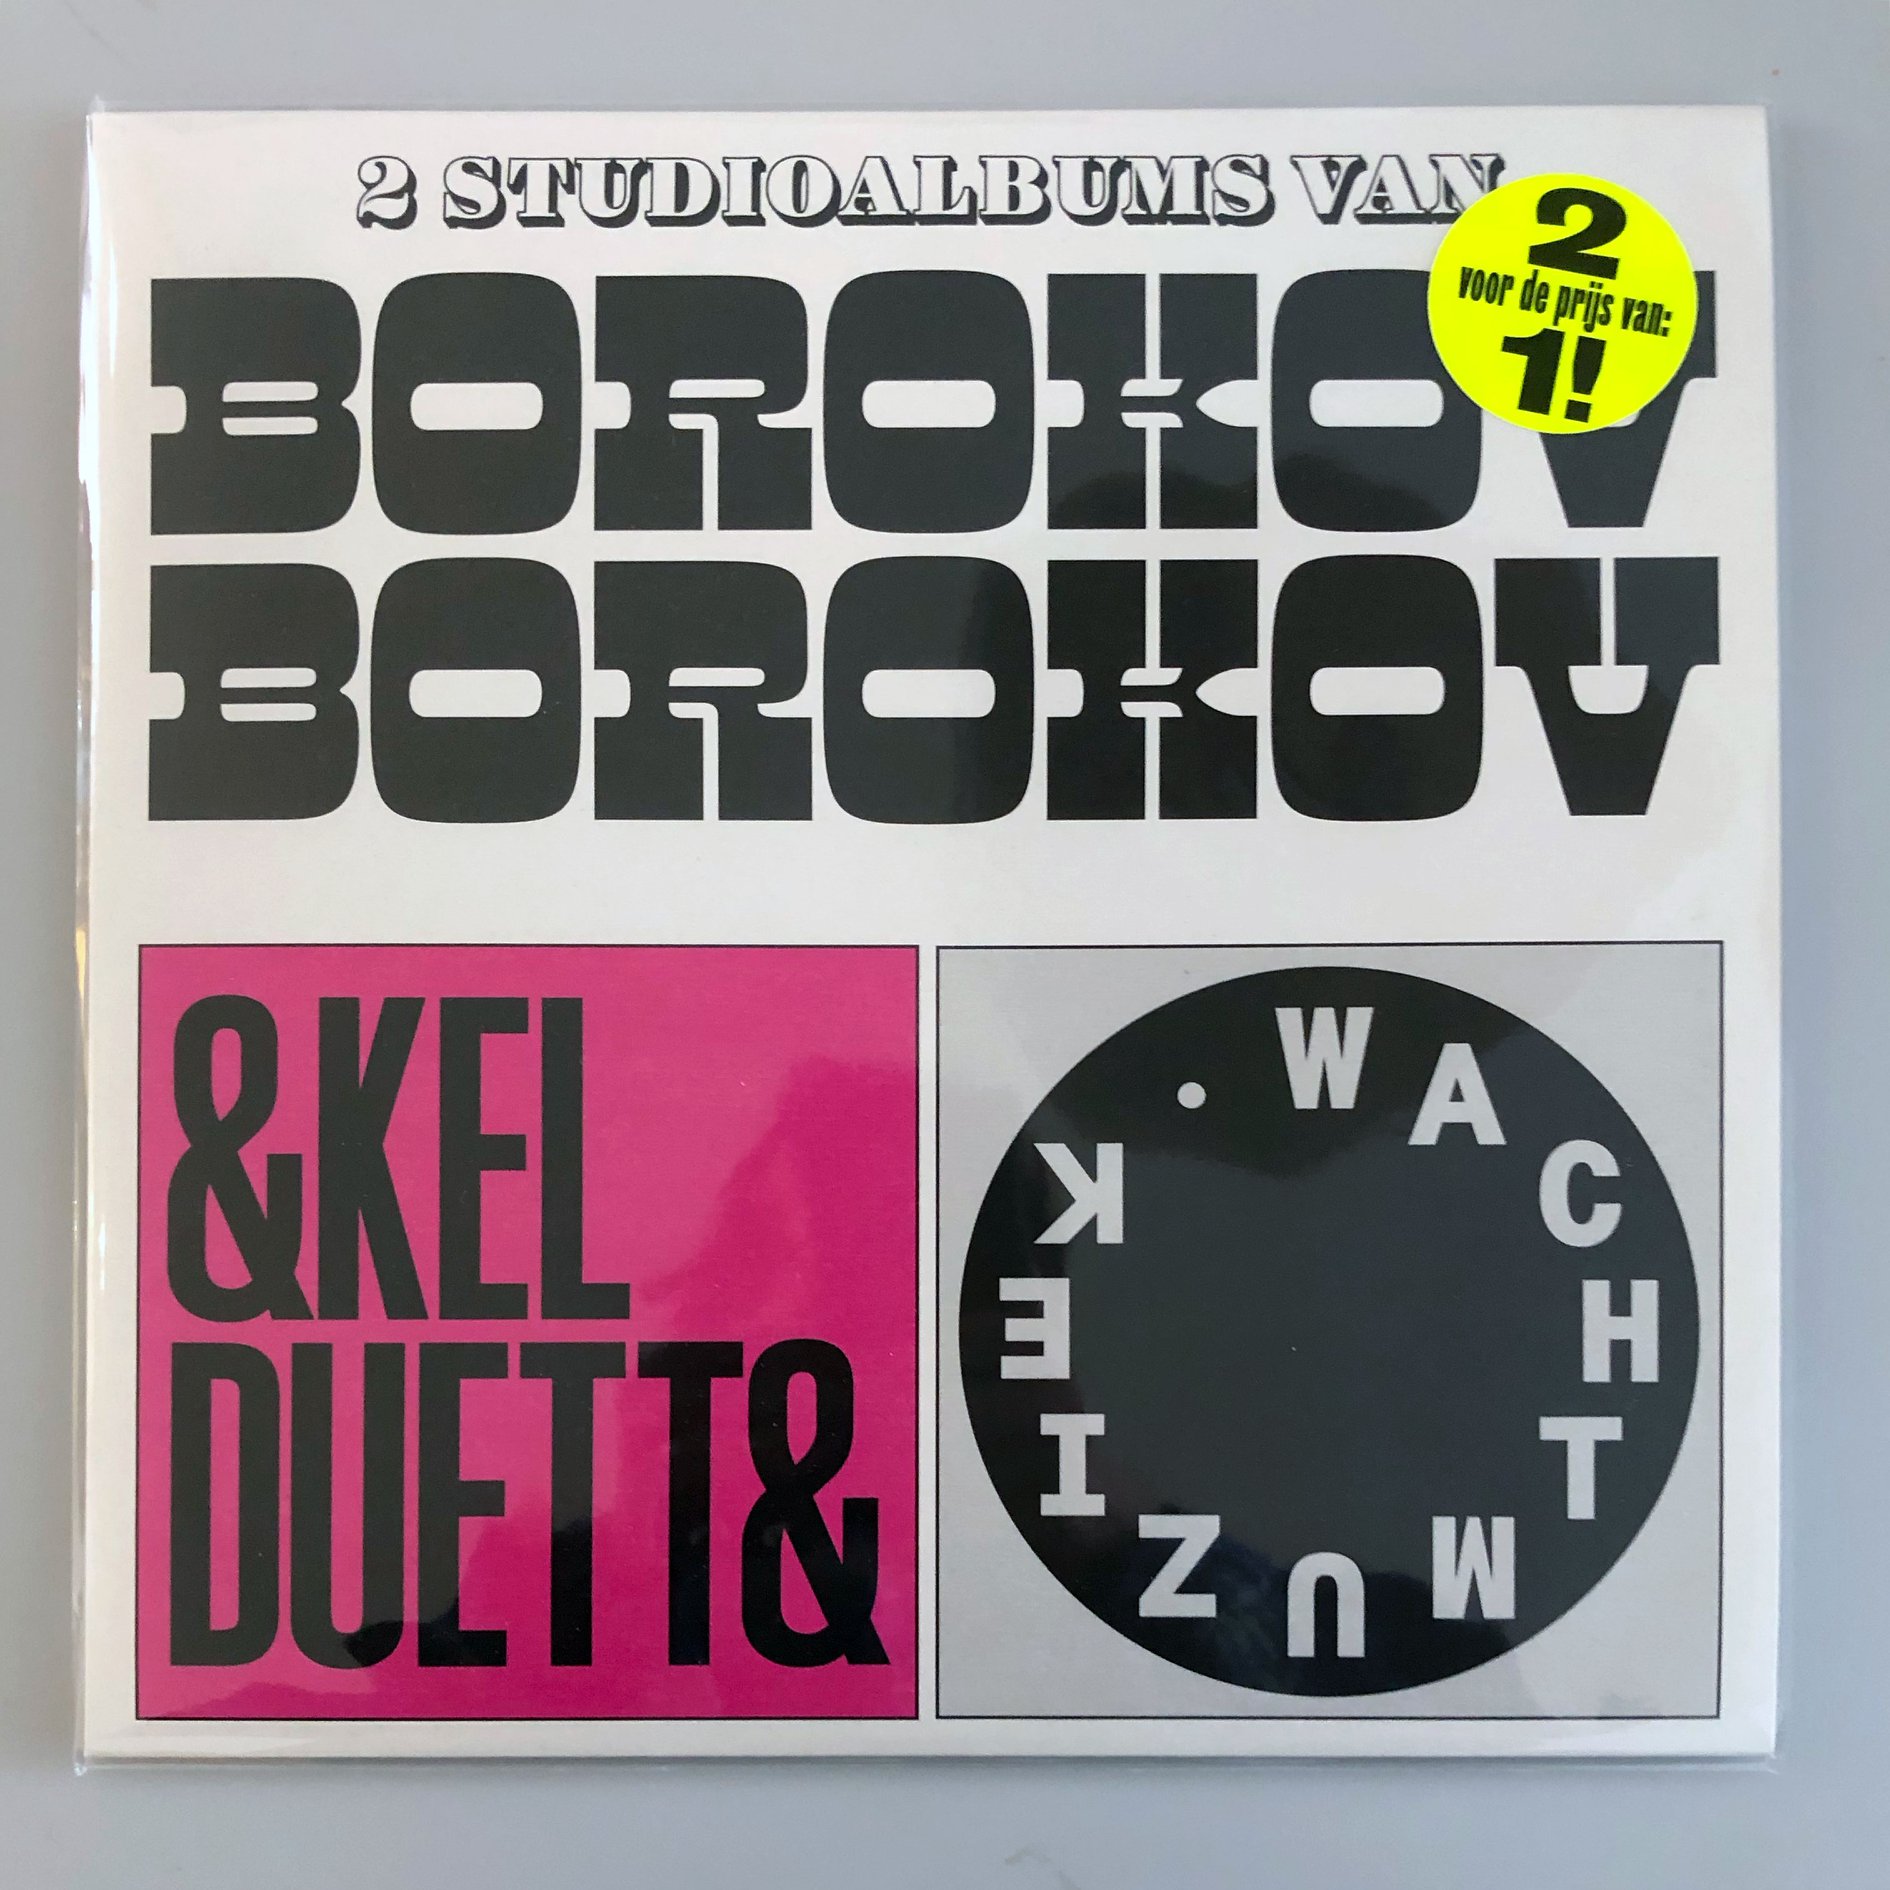 2 STUDIOALBUMS VAN
BOROKOV
BOROKOV
2
voor de prijs van:
1!
&KEL
DUETT&
WACHTMUZIEK •